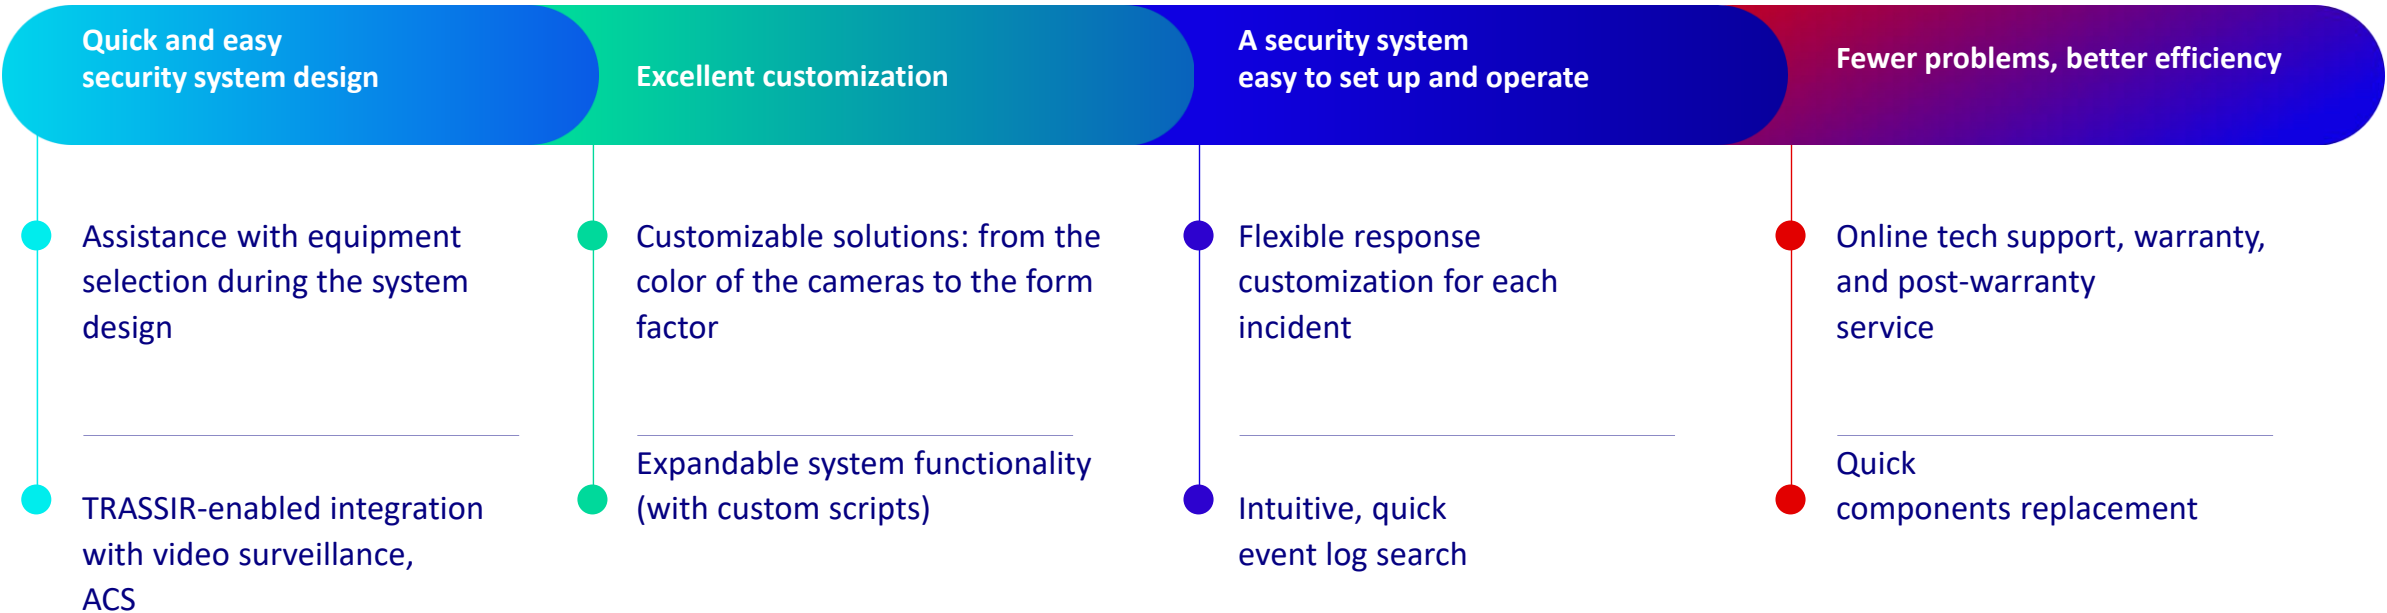 Quick and easy
security system design
Excellent customization
A security system
easy to set up and operate
Fewer problems, better efficiency
Assistance with equipment
selection during the system
design
TRASSIR-enabled integration
with video surveillance,
ACS
Customizable solutions: from the
color of the cameras to the form
factor
Expandable system functionality
(with custom scripts)
Flexible response
customization for each
incident
Intuitive, quick
event log search
Online tech support, warranty,
and post-warranty
service
Quick
components replacement